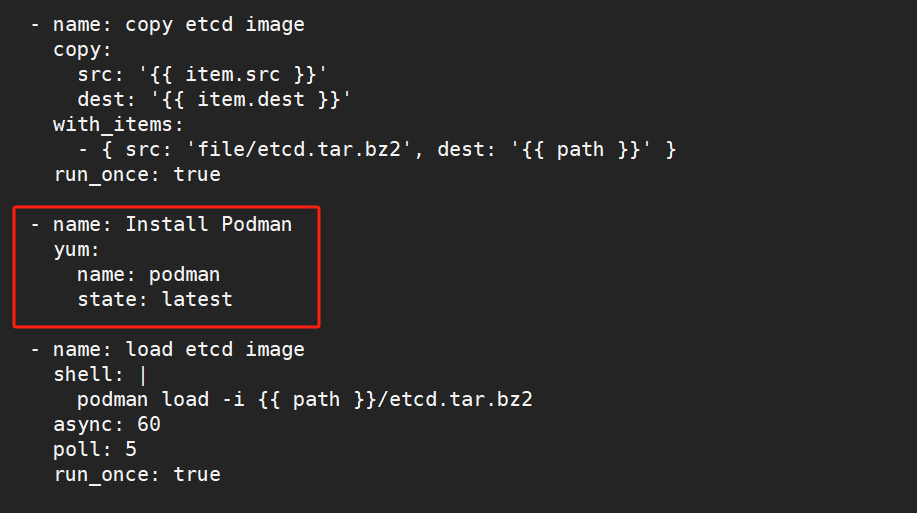 - name: copy etcd image
  copy:
    src: '{{ item.src }}'
    dest: '{{ item.dest }}'
  with_items:
    - { src: 'file/etcd.tar.bz2', dest: '{{ path }}' }
  run_once: true
- name: Install Podman
  yum:
    name: podman
    state: latest
- name: load etcd image
  shell: |
    podman load -i {{ path }}/etcd.tar.bz2
  async: 60
  poll: 5
  run_once: true